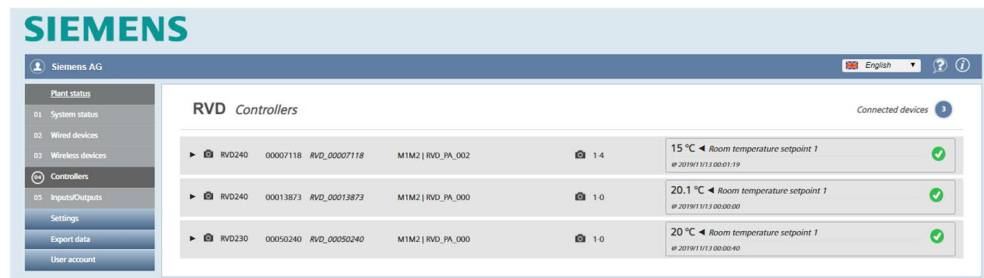 SIEMENS
Siemens AG
English
Plant status
01 System status
02 Wired devices
03 Wireless devices
04 Controllers
05 Inputs/Outputs
Settings
Export data
User account
RVD Controllers
Connected devices 3
RVD240 00007118 RVD_00007118 M1M2 | RVD_PA_002 1-4
15 °C ◄ Room temperature setpoint 1
@ 2019/11/13 00:01:19
RVD240 00013873 RVD_00013873 M1M2 | RVD_PA_000 1-0
20.1 °C ◄ Room temperature setpoint 1
@ 2019/11/13 00:00:00
RVD230 00050240 RVD_00050240 M1M2 | RVD_PA_000 1-0
20 °C ◄ Room temperature setpoint 1
@ 2019/11/13 00:00:40